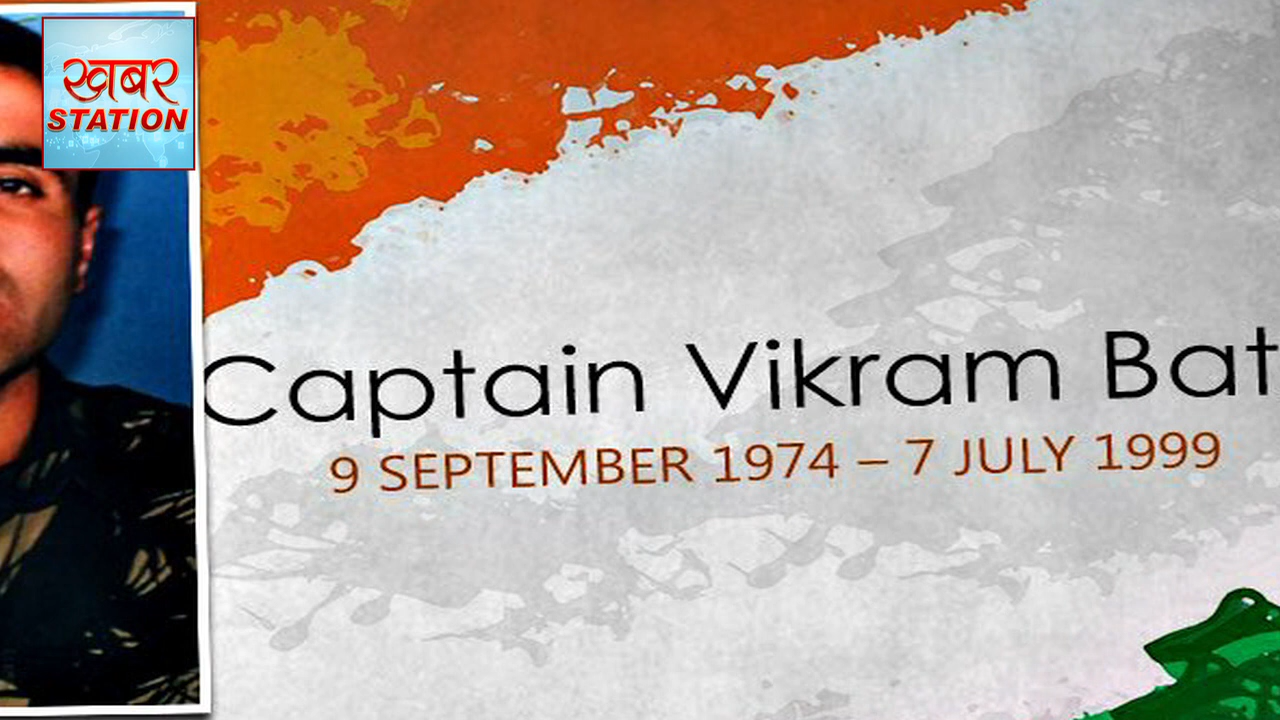 खबर
STATION
Captain Vikram Bat
9 SEPTEMBER 1974 – 7 JULY 1999